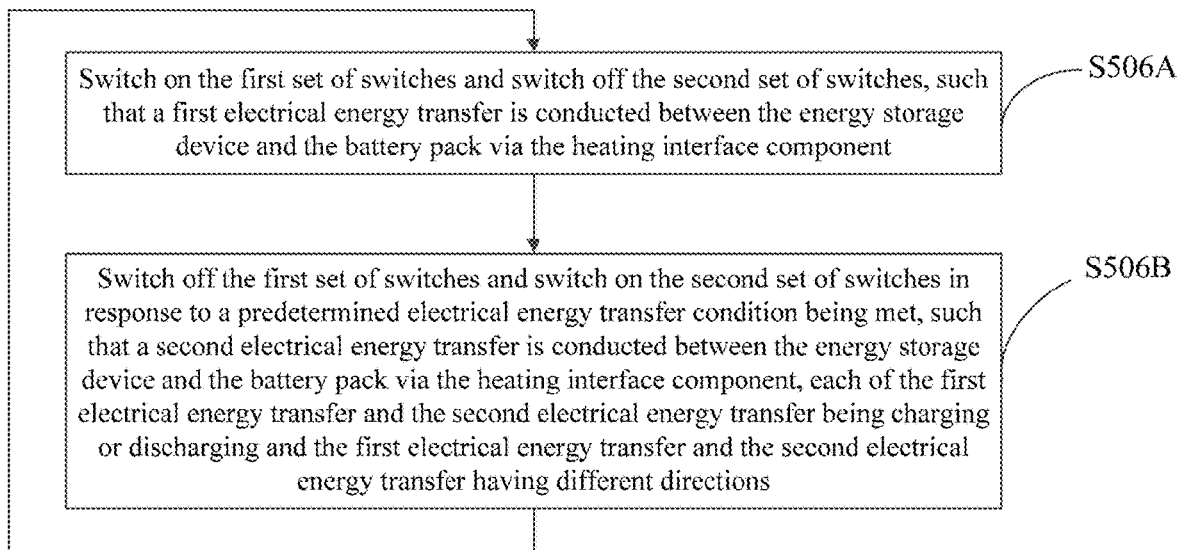 Switch on the first set of switches and switch off the second set of switches, such
that a first electrical energy transfer is conducted between the energy storage
device and the battery pack via the heating interface component
S506A
Switch off the first set of switches and switch on the second set of switches in
response to a predetermined electrical energy transfer condition being met, such
that a second electrical energy transfer is conducted between the energy storage
device and the battery pack via the heating interface component, each of the first
electrical energy transfer and the second electrical energy transfer being charging
or discharging and the first electrical energy transfer and the second electrical
energy transfer having different directions
S506B